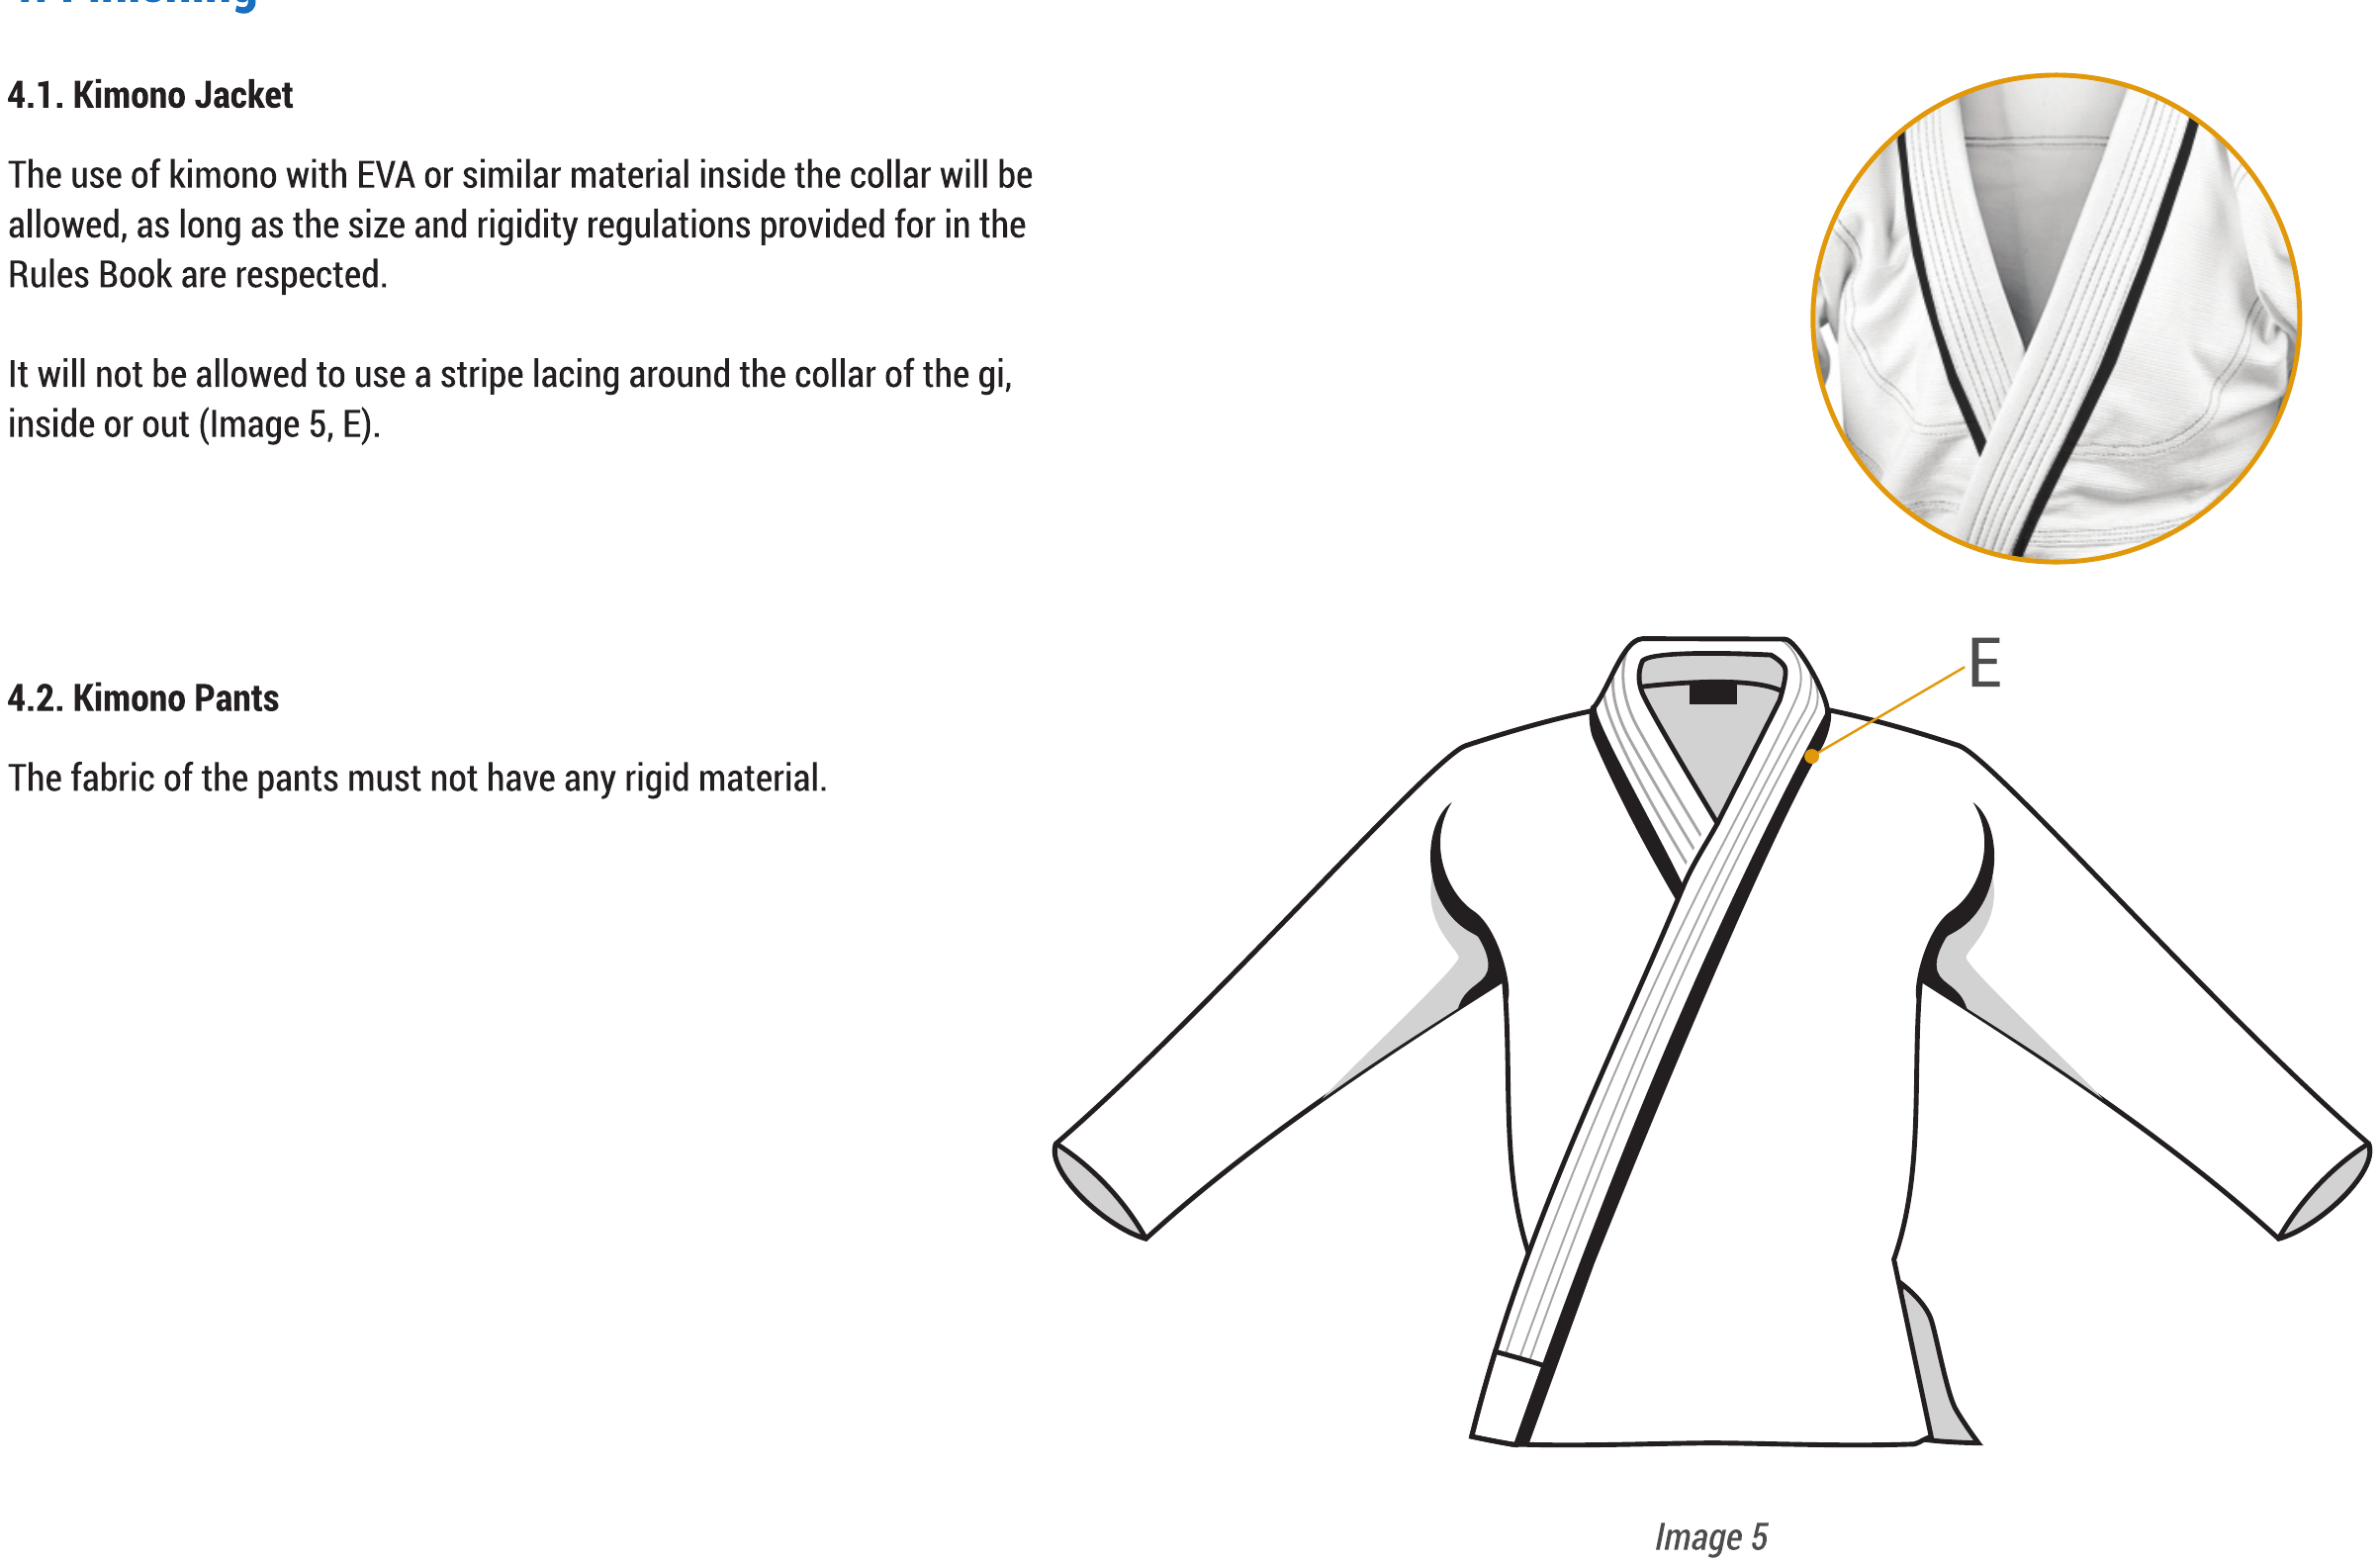 4.1. Kimono Jacket
The use of kimono with EVA or similar material inside the collar will be
allowed, as long as the size and rigidity regulations provided for in the
Rules Book are respected.
It will not be allowed to use a stripe lacing around the collar of the gi,
inside or out (Image 5, E).
E
4.2. Kimono Pants
The fabric of the pants must not have any rigid material.
Image 5